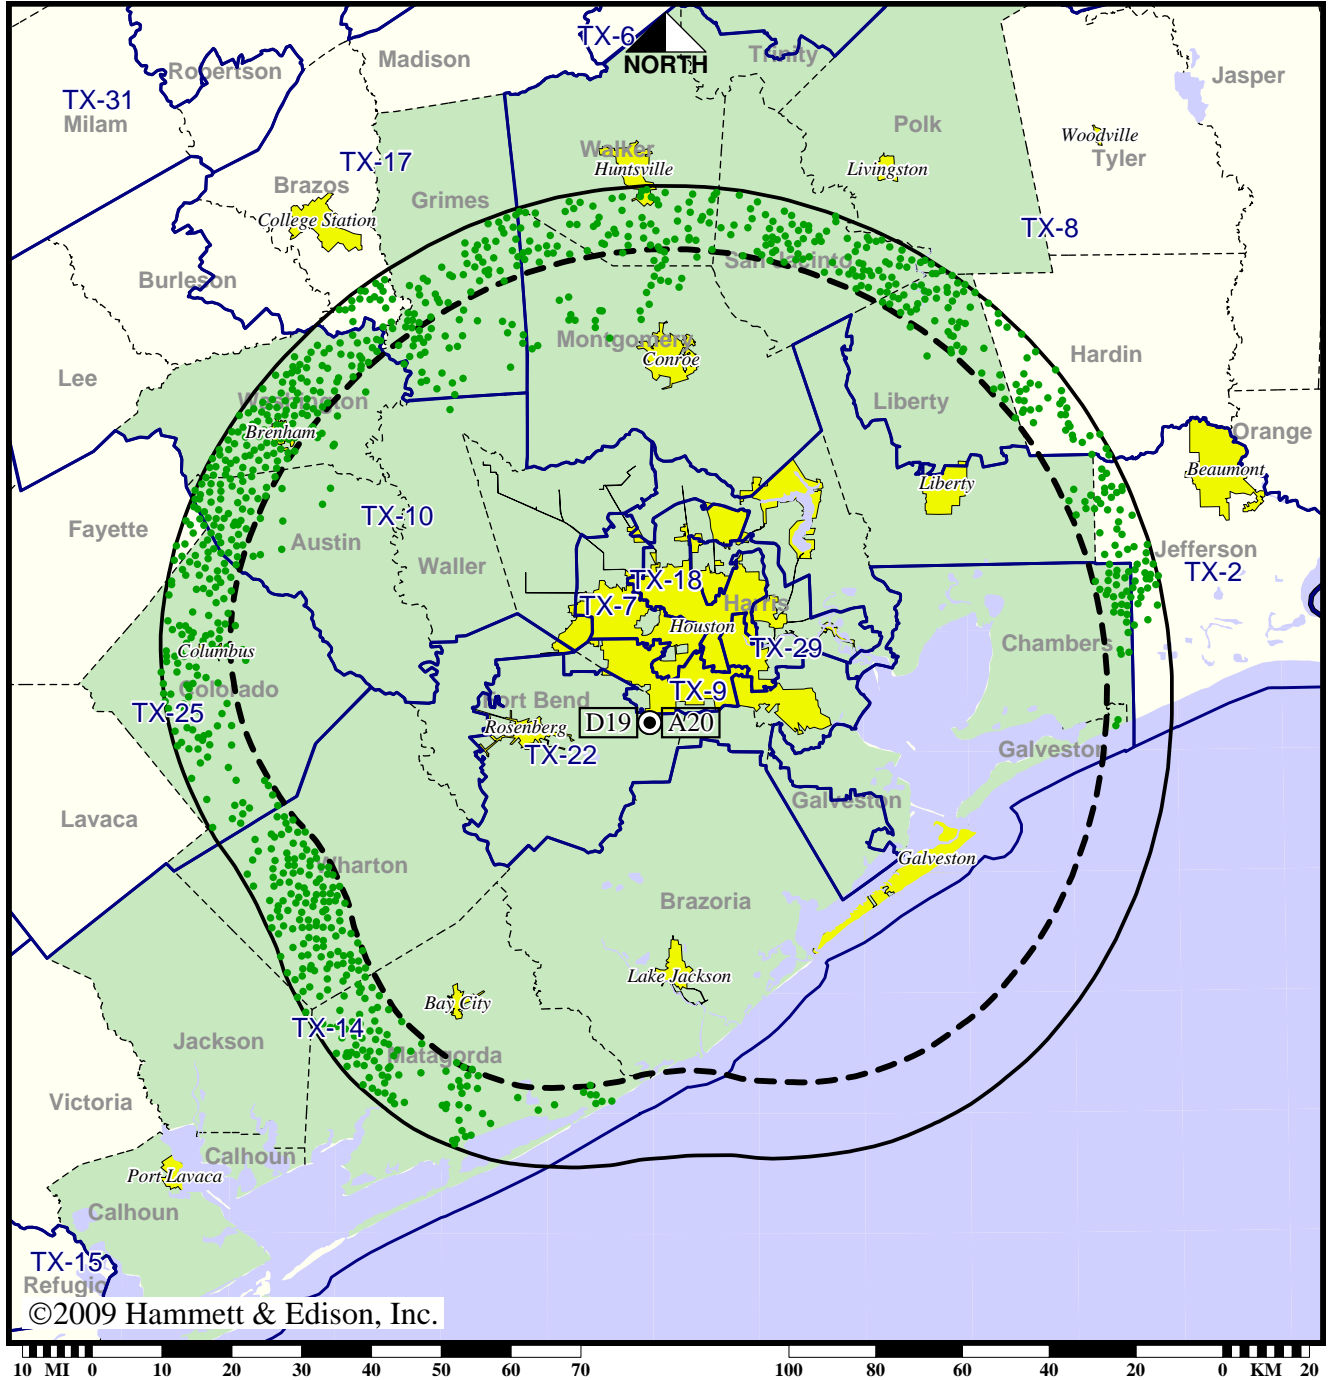 TX-6
NORTH
Trinity
Madison
Robertson
Jasper
TX-31
Milam
Polk
Woodville
Tyler
Walker
Huntsville
Livingston
TX-17
Brazos
Grimes
College Station
TX-8
San Jacinto
Burleson
Montgomery
Conroe
Hardin
Lee
Washington
Liberty
Brenham
Orange
Beaumont
Liberty
TX-10
Fayette
Austin
Waller
Jefferson
TX-2
TX-18
TX-7
Harris
Houston
TX-29
Chambers
Columbus
Colorado
TX-25
Fort Bend
TX-9
Rosenberg
D19
A20
TX-22
Galveston
Galveston
Lavaca
Wharton
Galveston
Brazoria
Lake Jackson
Bay City
TX-14
Matagorda
Jackson
Victoria
Calhoun
Port Lavaca
Calhoun
TX-15
Refugio
©2009 Hammett & Edison, Inc.
10 MI 0 10 20 30 40 50 60 70 100 80 60 40 20 0 KM 20